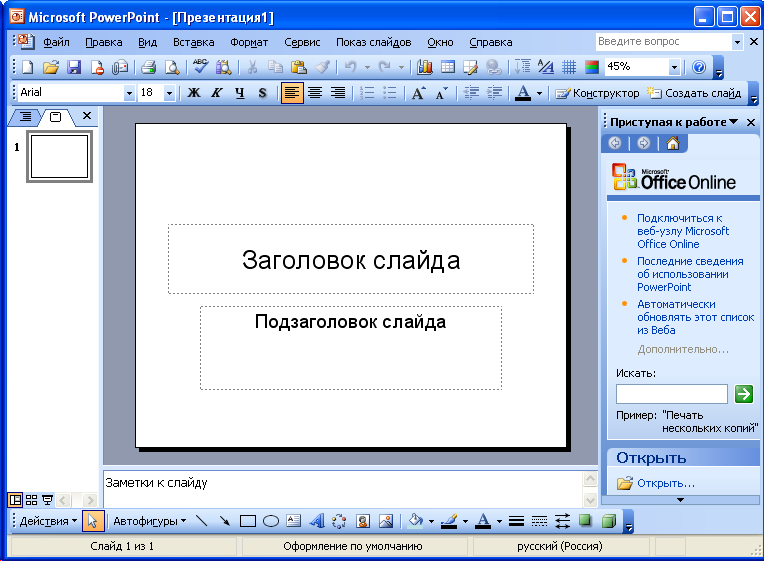 Microsoft PowerPoint - [Презентация1]
Файл Правка Вид Вставка Формат Сервис Показ слайдов Окно Справка Введите вопрос
45%
Arial 18 Ж К Ч S Конструктор Создать слайд
Приступая к работе
1
Microsoft
Office Online
Заголовок слайда
Подзаголовок слайда
Подключиться к
веб-узлу Microsoft
Office Online
Последние сведения
об использовании
PowerPoint
Автоматически
обновлять этот список
из Веба
Дополнительно...
Искать:
Пример: "Печать
нескольких копий"
Открыть
Открыть...
Заметки к слайду
Действия Автофигуры
Слайд 1 из 1 Оформление по умолчанию русский (Россия)